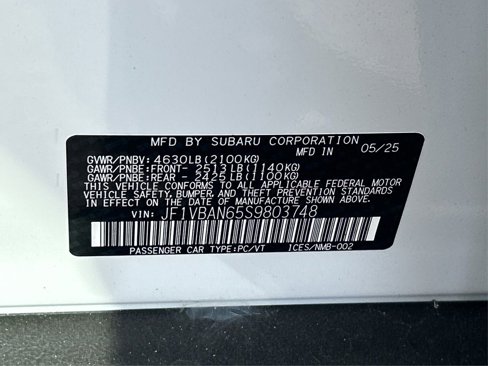 MFD BY SUBARU CORPORATION
MFD IN 05/25
GVWR/PNBV: 4630LB(2100KG)
GAWR/PNBE:FRONT- 2513LB(1140KG)
GAWR/PNBE:REAR - 2425LB(1100KG)
THIS VEHICLE CONFORMS TO ALL APPLICABLE FEDERAL MOTOR
VEHICLE SAFETY, BUMPER, AND THEFT PREVENTION STANDARDS
IN EFFECT ON THE DATE OF MANUFACTURE SHOWN ABOVE.
VIN: JF1VBAN65S9803748
PASSENGER CAR TYPE:PC/VT ICES/NMB-002